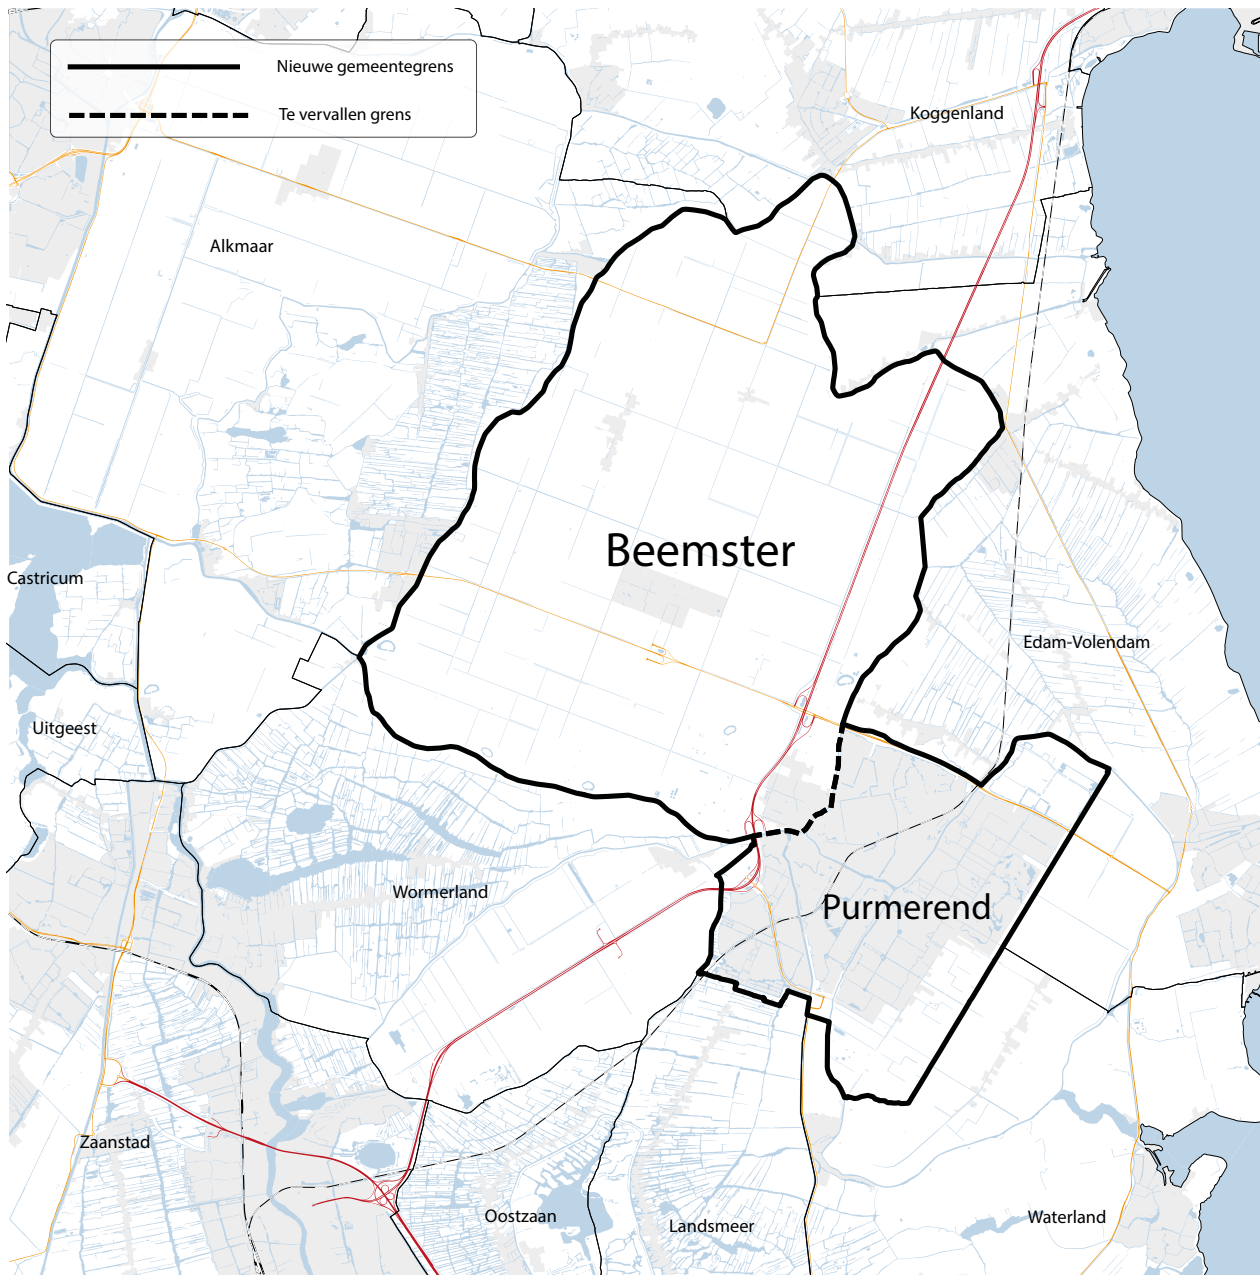 Nieuwe gemeentegrens
Te vervallen grens
Koggenland
Alkmaar
Beemster
Castricum
Edam-Volendam
Uitgeest
Wormerland
Purmerend
Zaanstad
Oostzaan
Landsmeer
Waterland